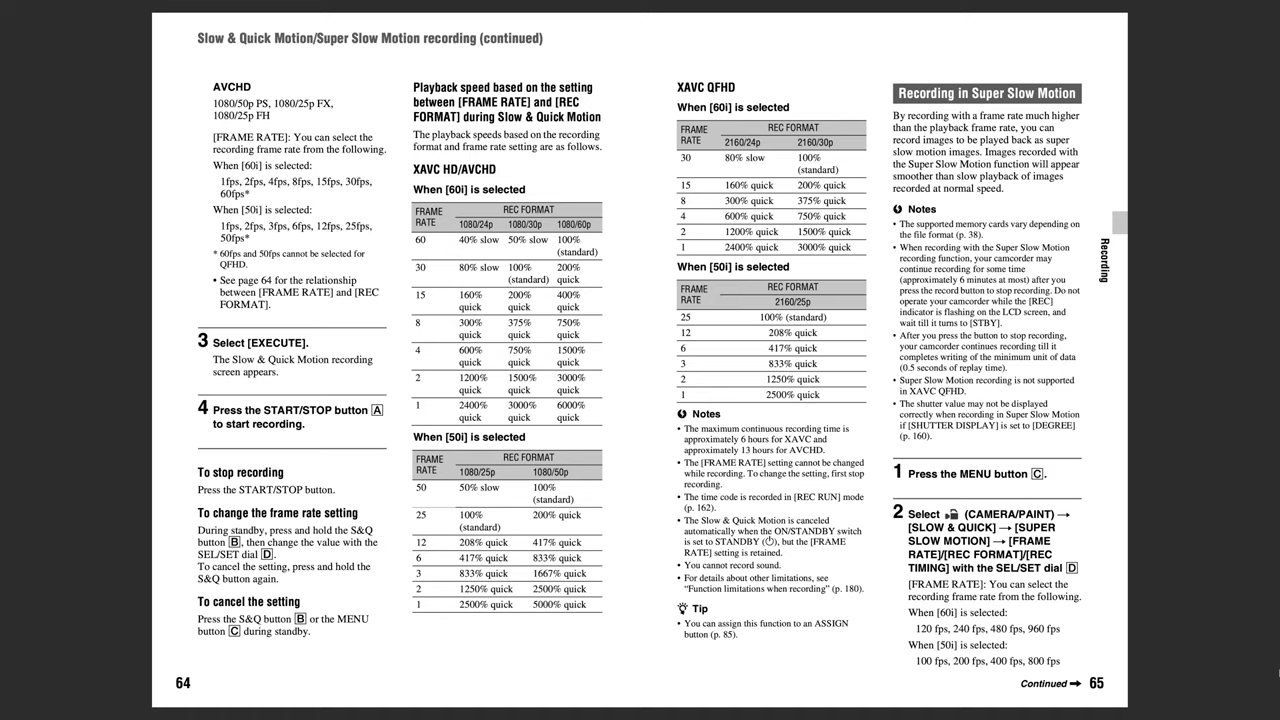 Slow & Quick Motion/Super Slow Motion recording (continued)
AVCHD
1080/50p PS, 1080/25p FX,
1080/25p FH
[FRAME RATE]: You can select the
recording frame rate from the following.
When [60i] is selected:
1fps, 2fps, 4fps, 8fps, 15fps, 30fps,
60fps*
When [50i] is selected:
1fps, 2fps, 3fps, 6fps, 12fps, 25fps,
50fps*
* 60fps and 50fps cannot be selected for
QFHD.
• See page 64 for the relationship
between [FRAME RATE] and [REC
FORMAT].
3 Select [EXECUTE].
The Slow & Quick Motion recording
screen appears.
4 Press the START/STOP button A
to start recording.
To stop recording
Press the START/STOP button.
To change the frame rate setting
During standby, press and hold the S&Q
button B, then change the value with the
SEL/SET dial D.
To cancel the setting, press and hold the
S&Q button again.
To cancel the setting
Press the S&Q button B or the MENU
button C during standby.
64
Playback speed based on the setting
between [FRAME RATE] and [REC
FORMAT] during Slow & Quick Motion
The playback speeds based on the recording
format and frame rate setting are as follows.
XAVC HD/AVCHD
When [60i] is selected
FRAME REC FORMAT
RATE 1080/24p 1080/30p 1080/60p
60 40% slow 50% slow 100%
(standard)
30 80% slow 100% 200%
(standard) quick
15 160% 200% 400%
quick quick quick
8 300% 375% 750%
quick quick quick
4 600% 750% 1500%
quick quick quick
2 1200% 1500% 3000%
quick quick quick
1 2400% 3000% 6000%
quick quick quick
When [50i] is selected
FRAME REC FORMAT
RATE 1080/25p 1080/50p
50 50% slow 100%
(standard)
25 100% 200% quick
(standard)
12 208% quick 417% quick
6 417% quick 833% quick
3 833% quick 1667% quick
2 1250% quick 2500% quick
1 2500% quick 5000% quick
XAVC QFHD
When [60i] is selected
FRAME REC FORMAT
RATE 2160/24p 2160/30p
30 80% slow 100%
(standard)
15 160% quick 200% quick
8 300% quick 375% quick
4 600% quick 750% quick
2 1200% quick 1500% quick
1 2400% quick 3000% quick
When [50i] is selected
FRAME REC FORMAT
RATE 2160/25p
25 100% (standard)
12 208% quick
6 417% quick
3 833% quick
2 1250% quick
1 2500% quick
Notes
• The maximum continuous recording time is
approximately 6 hours for XAVC and
approximately 13 hours for AVCHD.
• The [FRAME RATE] setting cannot be changed
while recording. To change the setting, first stop
recording.
• The time code is recorded in [REC RUN] mode
(p. 162).
• The Slow & Quick Motion is canceled
automatically when the ON/STANDBY switch
is set to STANDBY (⏻), but the [FRAME
RATE] setting is retained.
• You cannot record sound.
• For details about other limitations, see
“Function limitations when recording” (p. 180).
Tip
• You can assign this function to an ASSIGN
button (p. 85).
Recording in Super Slow Motion
By recording with a frame rate much higher
than the playback frame rate, you can
record images to be played back as super
slow motion images. Images recorded with
the Super Slow Motion function will appear
smoother than slow playback of images
recorded at normal speed.
Notes
• The supported memory cards vary depending on
the file format (p. 38).
• When recording with the Super Slow Motion
recording function, your camcorder may
continue recording for some time
(approximately 6 minutes at most) after you
press the record button to stop recording. Do not
operate your camcorder while the [REC]
indicator is flashing on the LCD screen, and
wait till it turns to [STBY].
• After you press the button to stop recording,
your camcorder continues recording till it
completes writing of the minimum unit of data
(0.5 seconds of replay time).
• Super Slow Motion recording is not supported
in XAVC QFHD.
• The shutter value may not be displayed
correctly when recording in Super Slow Motion
if [SHUTTER DISPLAY] is set to [DEGREE]
(p. 160).
1 Press the MENU button C.
2 Select (CAMERA/PAINT) →
[SLOW & QUICK] → [SUPER
SLOW MOTION] → [FRAME
RATE]/[REC FORMAT]/[REC
TIMING] with the SEL/SET dial D
[FRAME RATE]: You can select the
recording frame rate from the following.
When [60i] is selected:
120 fps, 240 fps, 480 fps, 960 fps
When [50i] is selected:
100 fps, 200 fps, 400 fps, 800 fps
Recording
Continued → 65